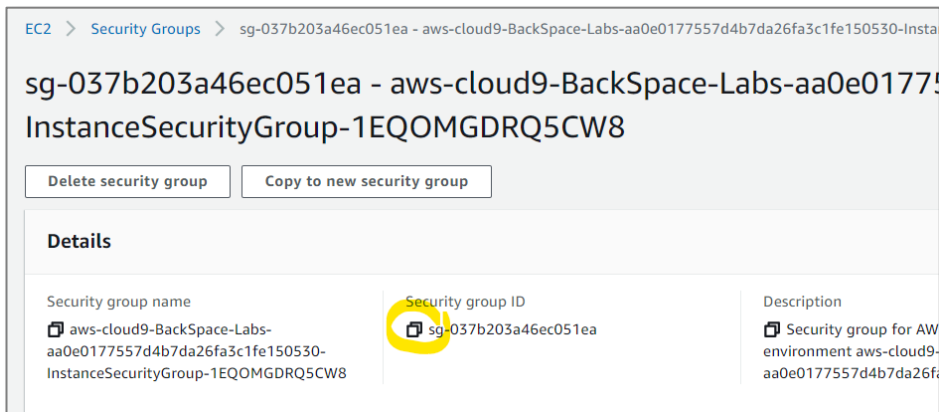 EC2 > Security Groups > sg-037b203a46ec051ea - aws-cloud9-BackSpace-Labs-aa0e0177557d4b7da26fa3c1fe150530-Insta
sg-037b203a46ec051ea - aws-cloud9-BackSpace-Labs-aa0e01775
InstanceSecurityGroup-1EQOMGDRQ5CW8
Delete security group Copy to new security group
Details
Security group name
aws-cloud9-BackSpace-Labs-
aa0e0177557d4b7da26fa3c1fe150530-
InstanceSecurityGroup-1EQOMGDRQ5CW8
Security group ID
sg-037b203a46ec051ea
Description
Security group for AW
environment aws-cloud9-
aa0e0177557d4b7da26fa